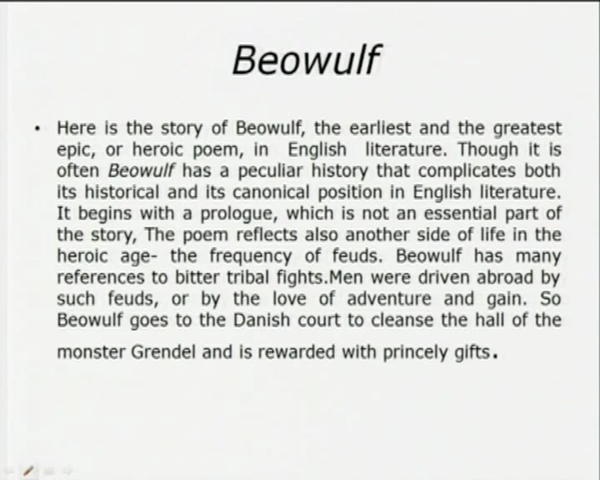 Beowulf
• Here is the story of Beowulf, the earliest and the greatest
epic, or heroic poem, in English literature. Though it is
often Beowulf has a peculiar history that complicates both
its historical and its canonical position in English literature.
It begins with a prologue, which is not an essential part of
the story, The poem reflects also another side of life in the
heroic age- the frequency of feuds. Beowulf has many
references to bitter tribal fights.Men were driven abroad by
such feuds, or by the love of adventure and gain. So
Beowulf goes to the Danish court to cleanse the hall of the
monster Grendel and is rewarded with princely gifts.